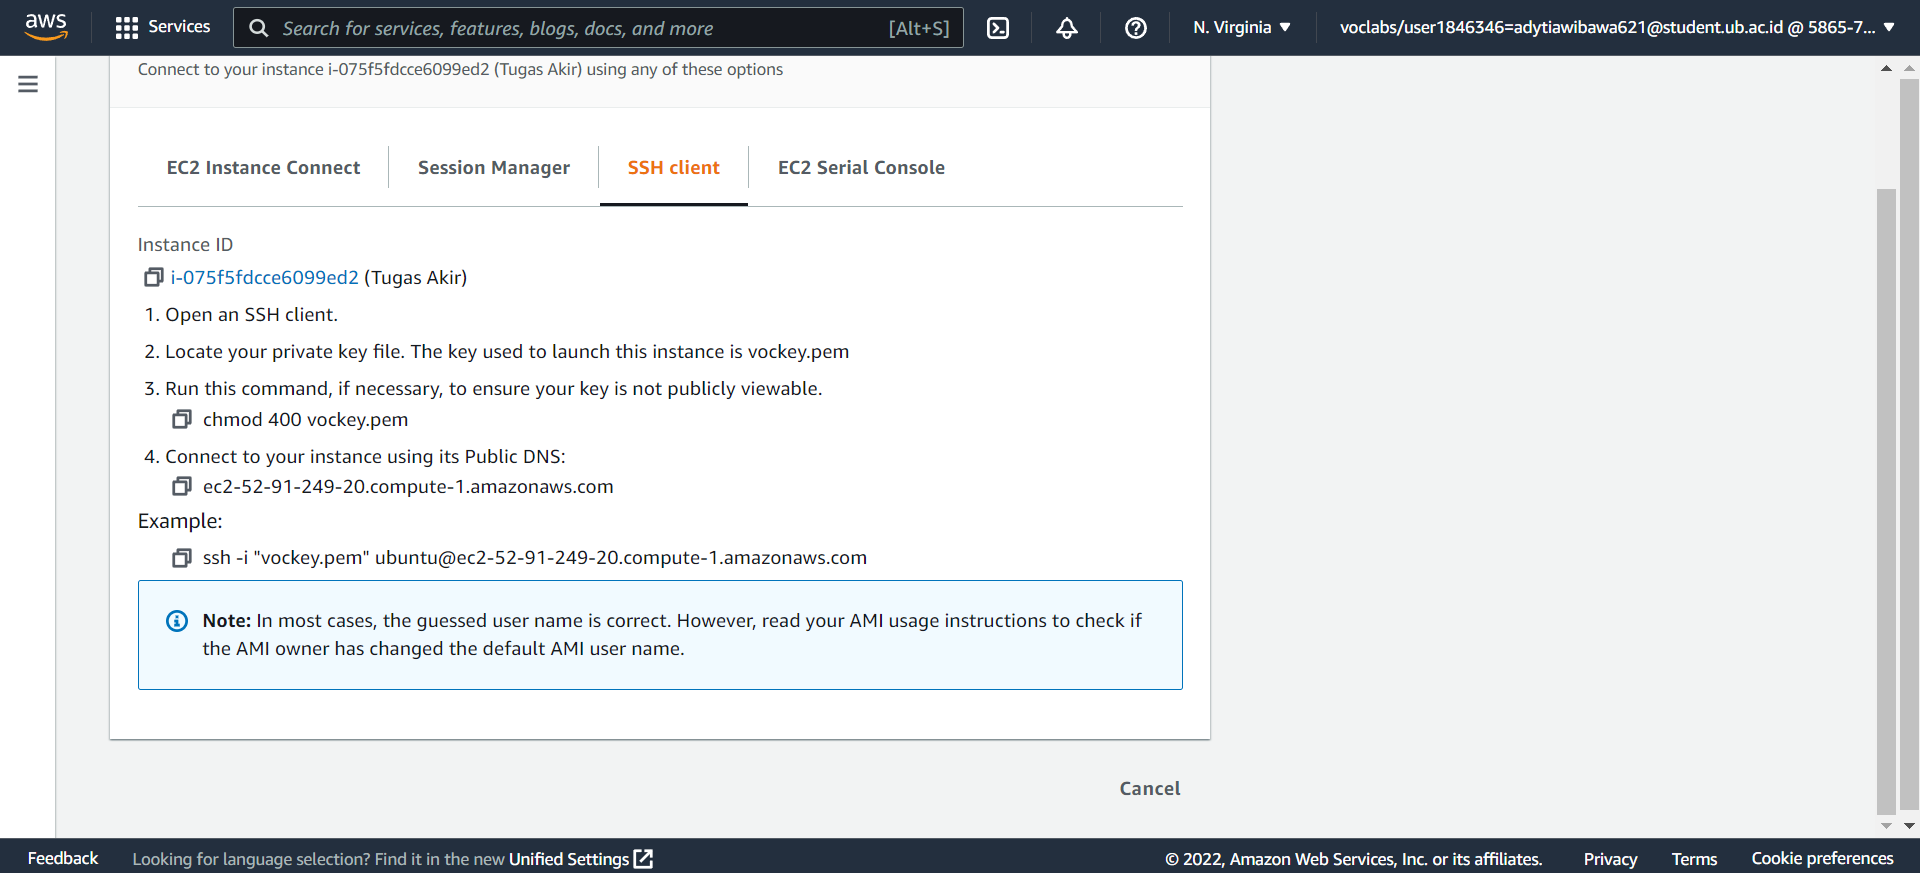 aws
Services
Search for services, features, blogs, docs, and more
[Alt+S]
N. Virginia
voclabs/user1846346=adytiawibawa621@student.ub.ac.id @ 5865-7...
Connect to your instance i-075f5fdcce6099ed2 (Tugas Akir) using any of these options
EC2 Instance Connect
Session Manager
SSH client
EC2 Serial Console
Instance ID
i-075f5fdcce6099ed2 (Tugas Akir)
1. Open an SSH client.
2. Locate your private key file. The key used to launch this instance is vockey.pem
3. Run this command, if necessary, to ensure your key is not publicly viewable.
chmod 400 vockey.pem
4. Connect to your instance using its Public DNS:
ec2-52-91-249-20.compute-1.amazonaws.com
Example:
ssh -i "vockey.pem" ubuntu@ec2-52-91-249-20.compute-1.amazonaws.com
Note: In most cases, the guessed user name is correct. However, read your AMI usage instructions to check if
the AMI owner has changed the default AMI user name.
Cancel
Feedback
Looking for language selection? Find it in the new Unified Settings
© 2022, Amazon Web Services, Inc. or its affiliates.
Privacy
Terms
Cookie preferences